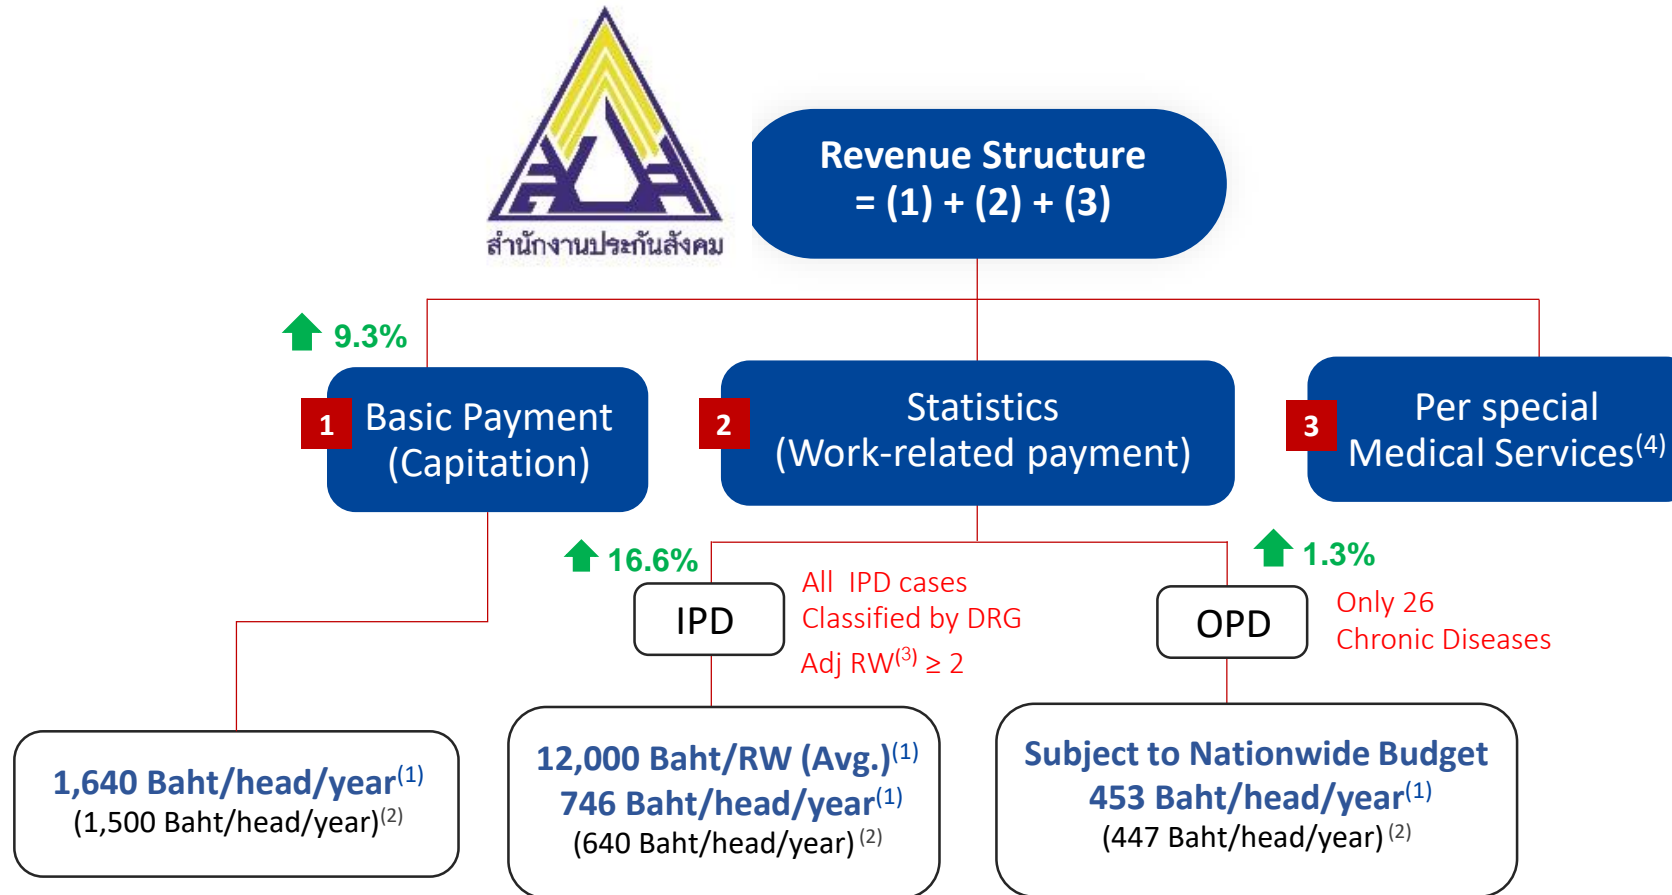 สำนักงานประกันสังคม
Revenue Structure
= (1) + (2) + (3)
9.3%
1
Basic Payment
(Capitation)
2
Statistics
(Work-related payment)
3
Per special
Medical Services(4)
16.6%
IPD
All IPD cases
Classified by DRG
Adj RW(3) ≥ 2
1.3%
OPD
Only 26
Chronic Diseases
1,640 Baht/head/year(1)
(1,500 Baht/head/year)(2)
12,000 Baht/RW (Avg.)(1)
746 Baht/head/year(1)
(640 Baht/head/year) (2)
Subject to Nationwide Budget
453 Baht/head/year(1)
(447 Baht/head/year) (2)